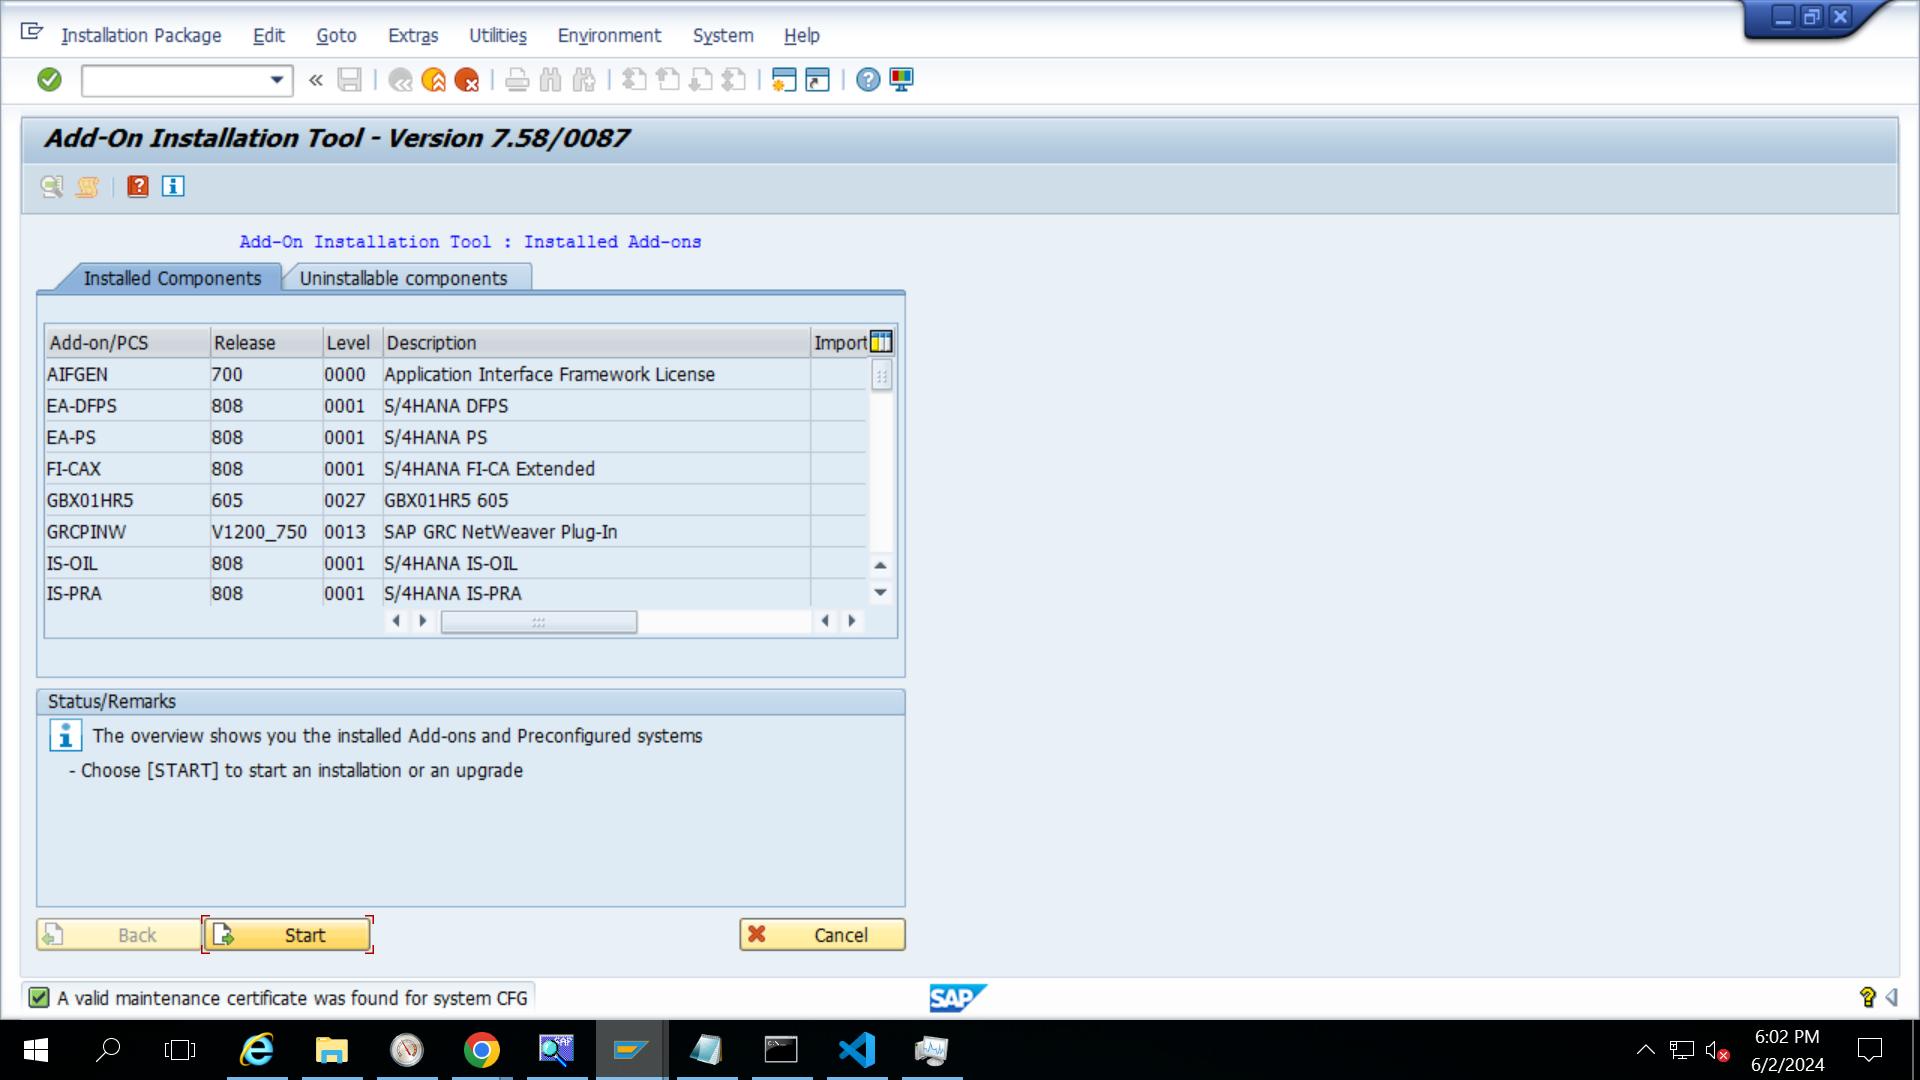 Installation Package Edit Goto Extras Utilities Environment System Help
Add-On Installation Tool - Version 7.58/0087
Add-On Installation Tool : Installed Add-ons
Installed Components Uninstallable components
Add-on/PCS Release Level Description Import
AIFGEN 700 0000 Application Interface Framework License
EA-DFPS 808 0001 S/4HANA DFPS
EA-PS 808 0001 S/4HANA PS
FI-CAX 808 0001 S/4HANA FI-CA Extended
GBX01HR5 605 0027 GBX01HR5 605
GRCPINW V1200_750 0013 SAP GRC NetWeaver Plug-In
IS-OIL 808 0001 S/4HANA IS-OIL
IS-PRA 808 0001 S/4HANA IS-PRA
Status/Remarks
The overview shows you the installed Add-ons and Preconfigured systems
- Choose [START] to start an installation or an upgrade
Back Start Cancel
A valid maintenance certificate was found for system CFG
SAP
SAP
6:02 PM
6/2/2024